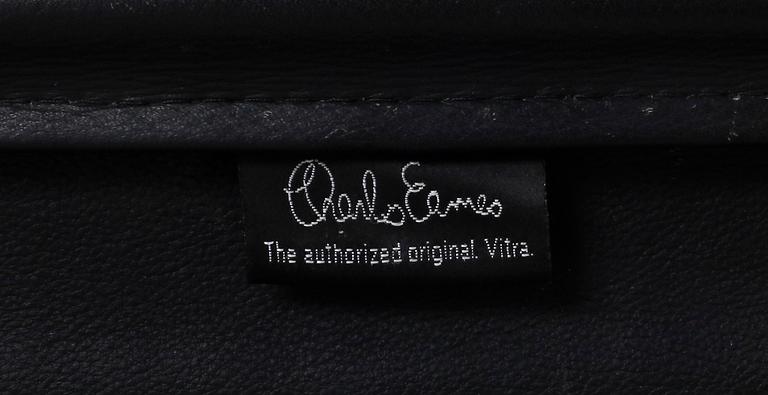 Charles Eames
The authorized original. Vitra.